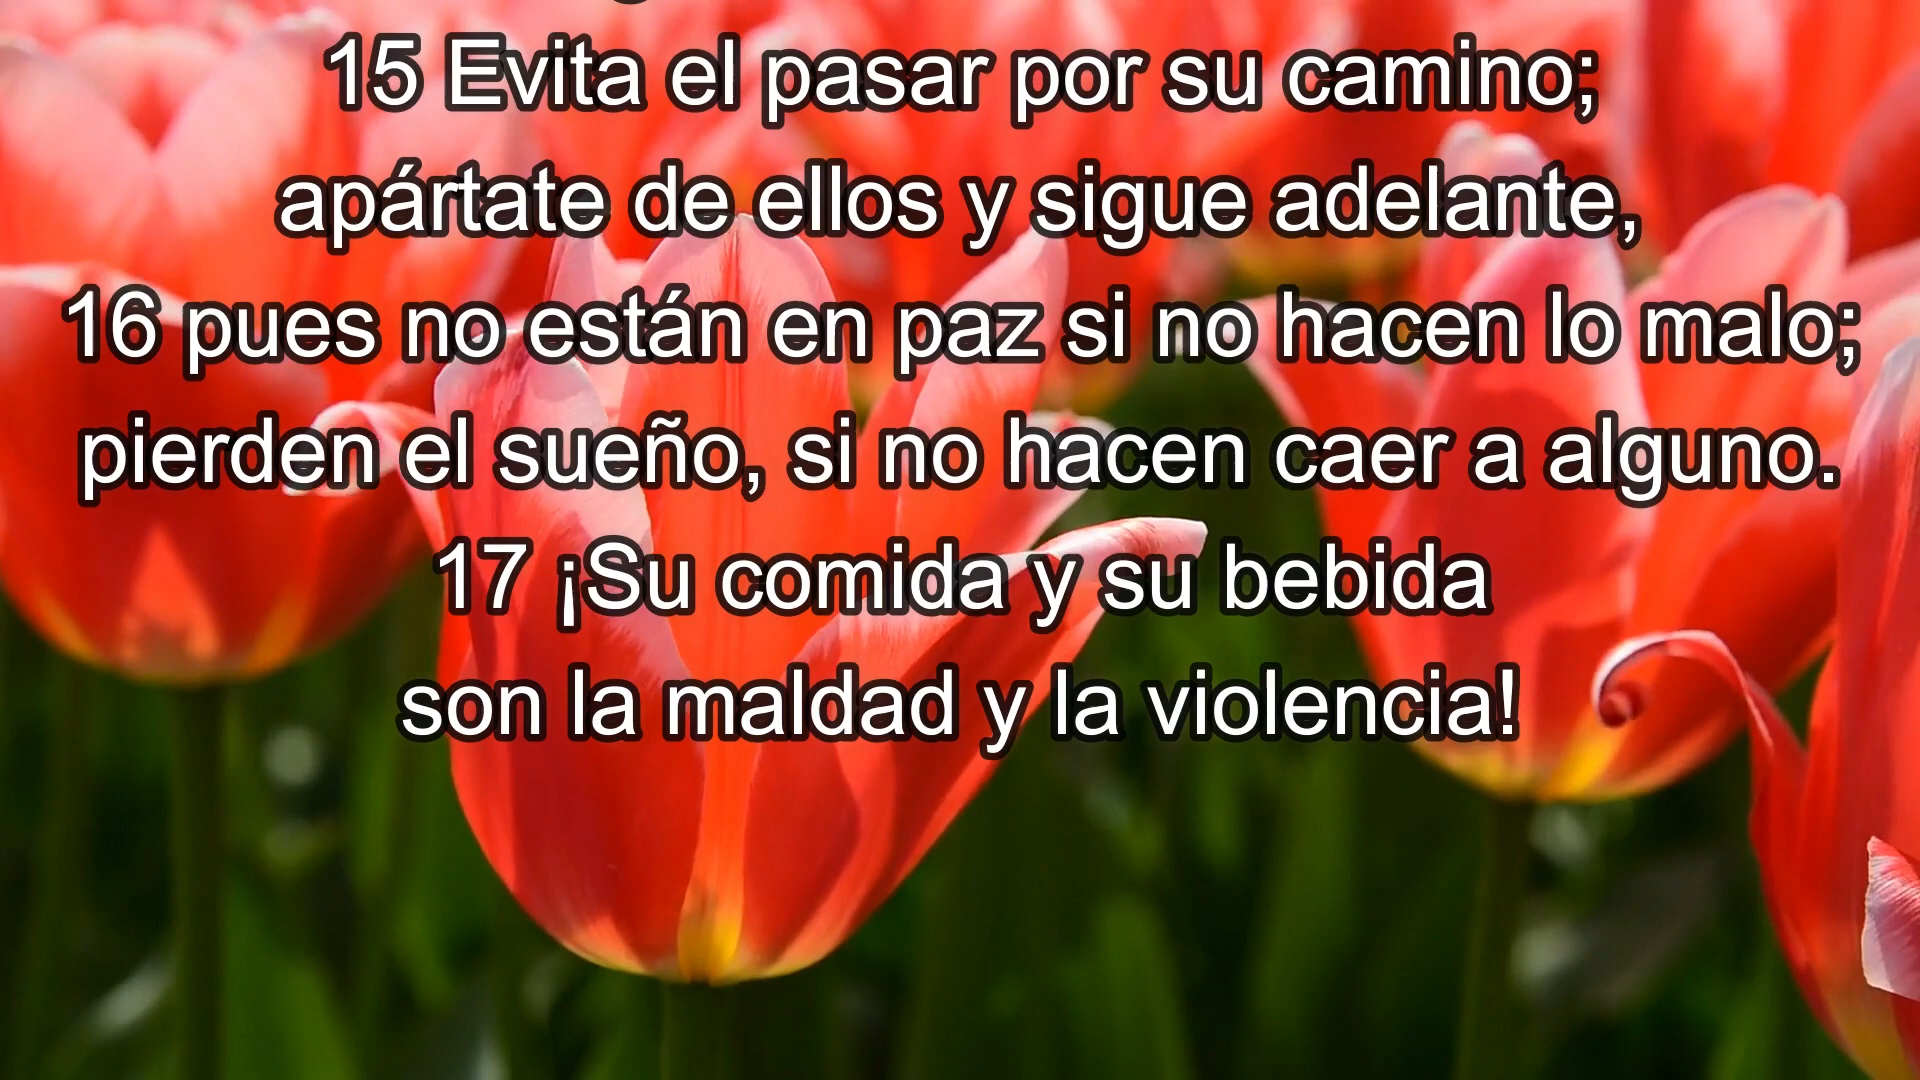 15 Evita el pasar por su camino;
apártate de ellos y sigue adelante,
16 pues no están en paz si no hacen lo malo;
pierden el sueño, si no hacen caer a alguno.
17 ¡Su comida y su bebida
son la maldad y la violencia!